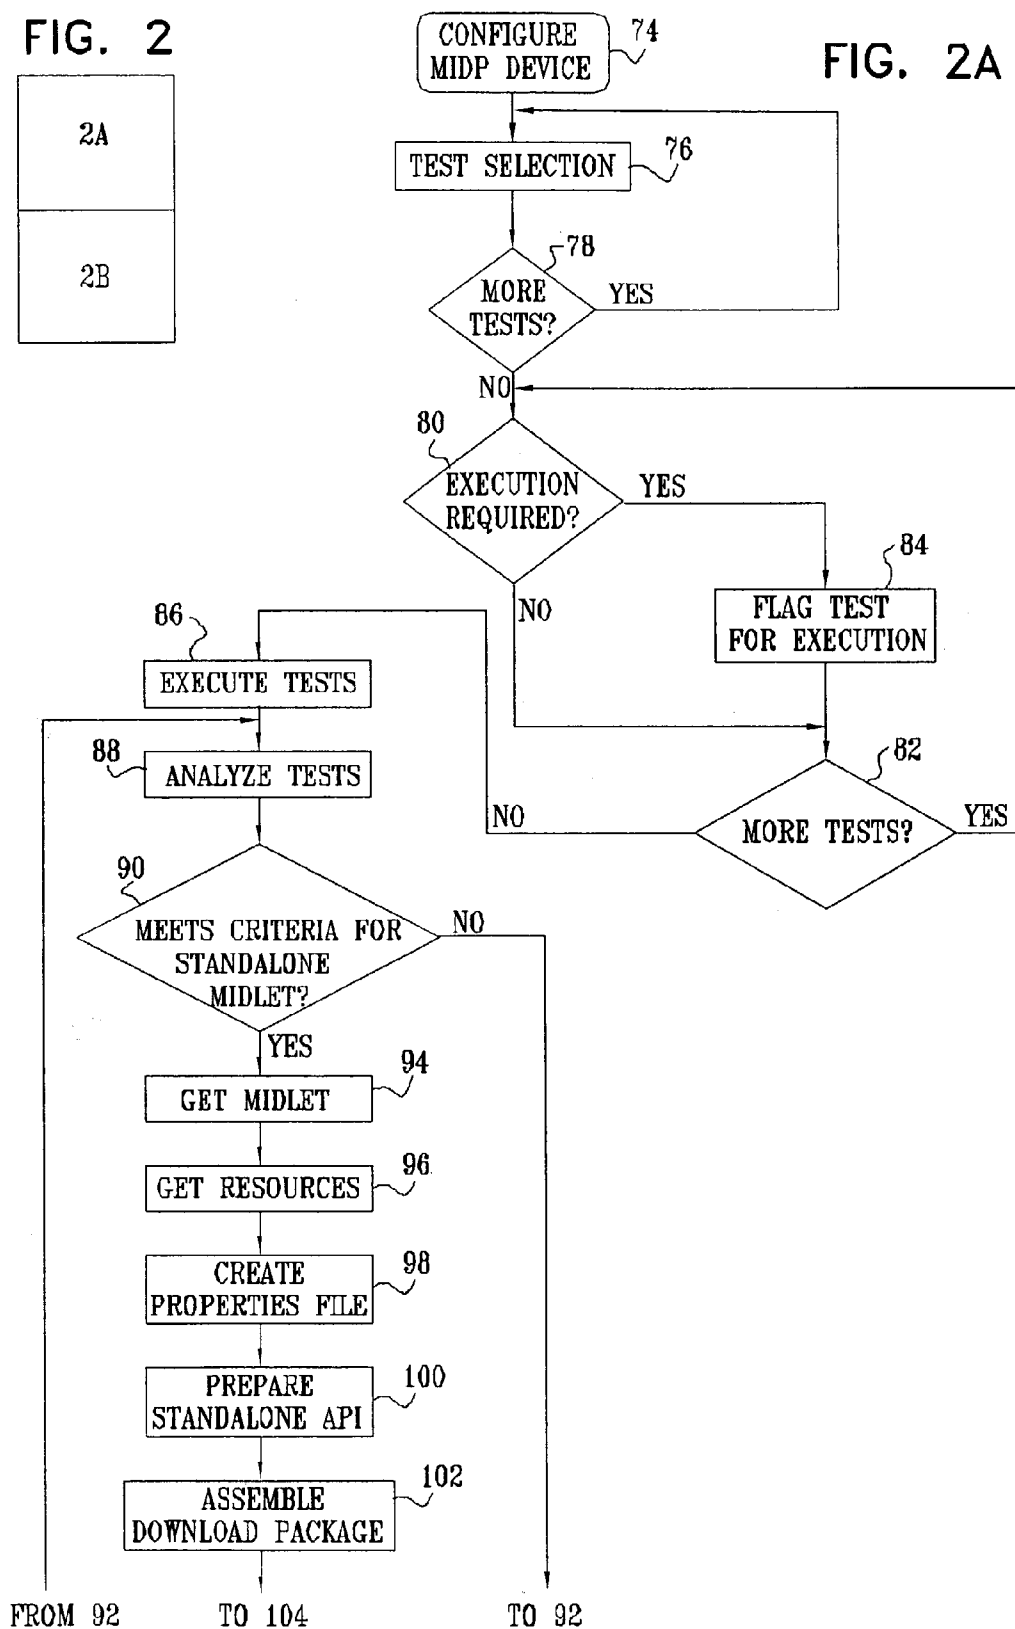 FIG. 2
2A
2B
FIG. 2A
CONFIGURE
MIDP DEVICE
74
TEST SELECTION
76
MORE
TESTS?
78
YES
NO
80
EXECUTION
REQUIRED?
YES
NO
84
FLAG TEST
FOR EXECUTION
86
EXECUTE TESTS
88
ANALYZE TESTS
82
MORE TESTS?
YES
NO
90
MEETS CRITERIA FOR
STANDALONE
MIDLET?
NO
YES
94
GET MIDLET
96
GET RESOURCES
98
CREATE
PROPERTIES FILE
100
PREPARE
STANDALONE API
102
ASSEMBLE
DOWNLOAD PACKAGE
FROM 92
TO 104
TO 92